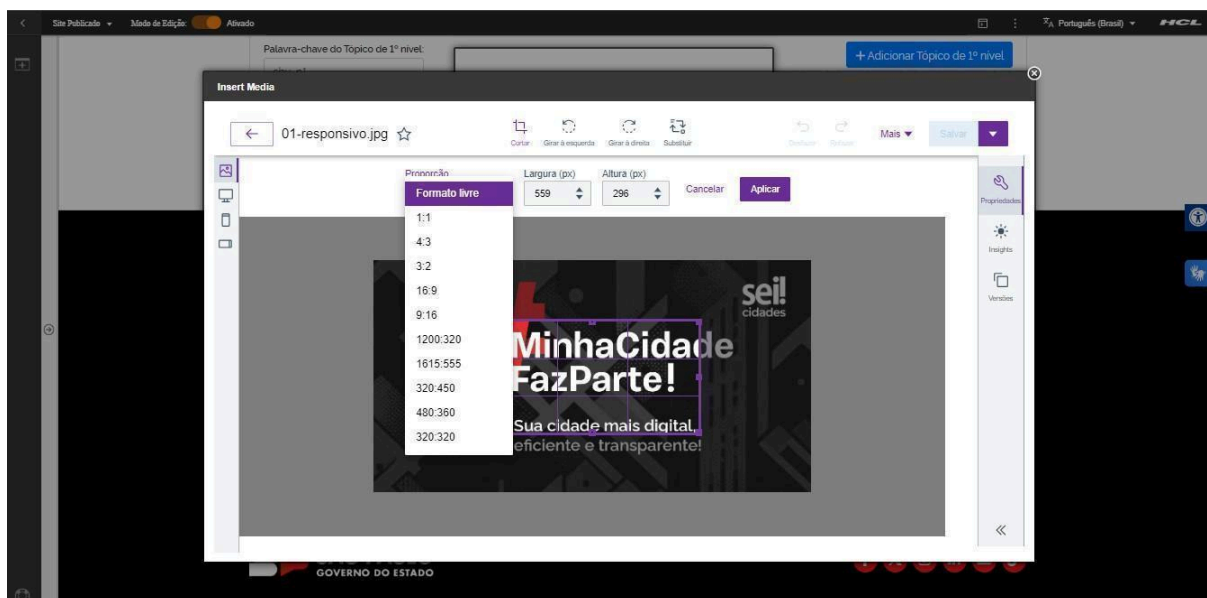 Site Publicado
Modo de Edição: Ativado
Português (Brasil)
HCL
Palavra-chave do Tópico de 1º nível:
+ Adicionar Tópico de 1º nível
Insert Media
01-responsivo.jpg
Cortar
Girar à esquerda
Girar à direita
Substituir
Desfazer
Refazer
Mais
Salvar
Proporção
Largura (px)
Altura (px)
Formato livre
559
296
Cancelar
Aplicar
1:1
4:3
3:2
16:9
9:16
1200:320
1615:555
320:450
480:360
320:320
sei!
cidades
MinhaCidade
FazParte!
Sua cidade mais digital,
eficiente e transparente!
Propriedades
Insights
Versões
GOVERNO DO ESTADO